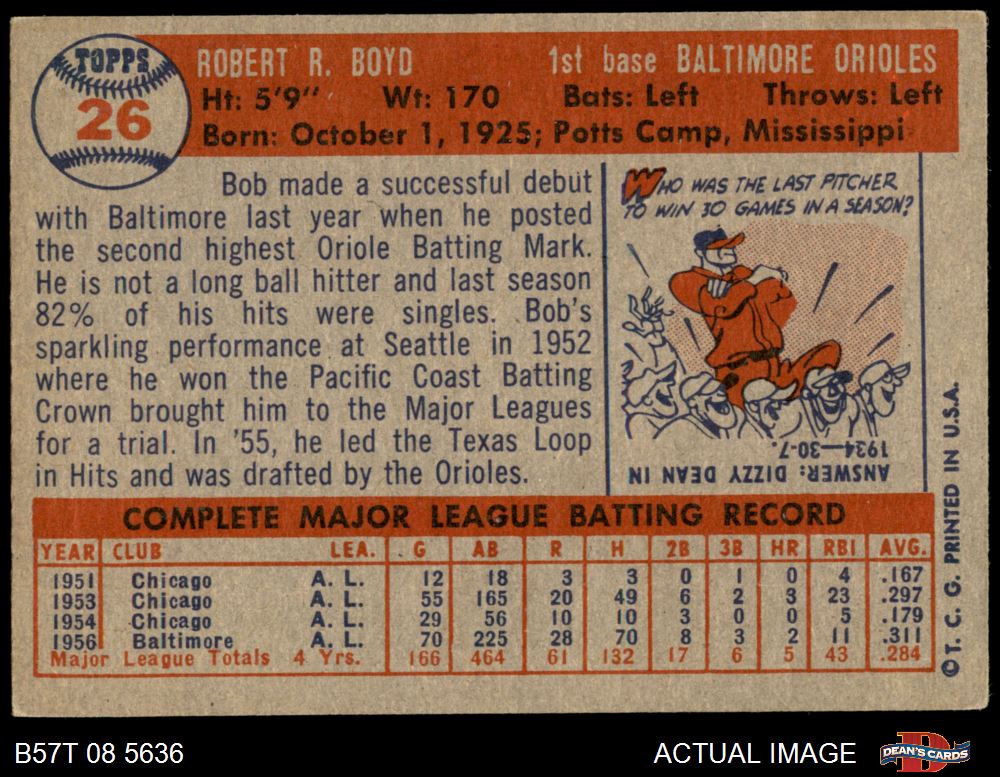 TOPPS
26
ROBERT R. BOYD 1st base BALTIMORE ORIOLES
Ht: 5'9" Wt: 170 Bats: Left Throws: Left
Born: October 1, 1925; Potts Camp, Mississippi
Bob made a successful debut
with Baltimore last year when he posted
the second highest Oriole Batting Mark.
He is not a long ball hitter and last season
82% of his hits were singles. Bob's
sparkling performance at Seattle in 1952
where he won the Pacific Coast Batting
Crown brought him to the Major Leagues
for a trial. In '55, he led the Texas Loop
in Hits and was drafted by the Orioles.
WHO WAS THE LAST PITCHER
TO WIN 30 GAMES IN A SEASON?
ANSWER: DIZZY DEAN IN
1934—30-7.
COMPLETE MAJOR LEAGUE BATTING RECORD
YEAR CLUB LEA. G AB R H 2B 3B HR RBI AVG.
1951 Chicago A. L. 12 18 3 3 0 1 0 4 .167
1953 Chicago A. L. 55 165 20 49 6 2 3 23 .297
1954 Chicago A. L. 29 56 10 10 3 0 0 5 .179
1956 Baltimore A. L. 70 225 28 70 8 3 2 11 .311
Major League Totals 4 Yrs. 166 464 61 132 17 6 5 43 .284
©T. C. G. PRINTED IN U.S.A.
B57T 08 5636 ACTUAL IMAGE
DEAN'S CARDS